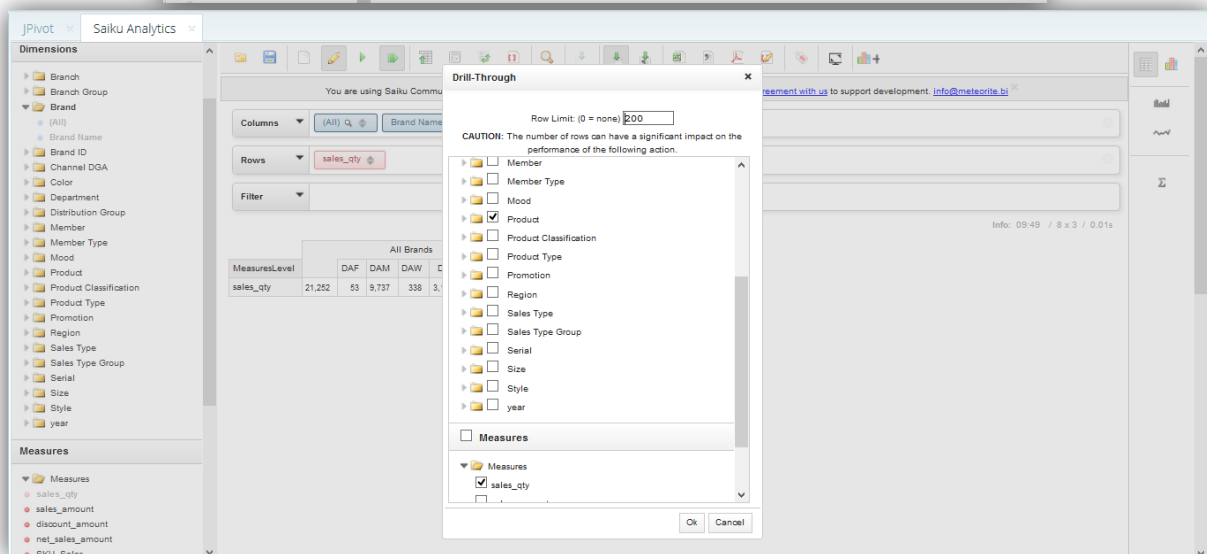 JPivot ×
Saiku Analytics ×
Dimensions
Branch
Branch Group
Brand
(All)
Brand Name
Brand ID
Channel DGA
Color
Department
Distribution Group
Member
Member Type
Mood
Product
Product Classification
Product Type
Promotion
Region
Sales Type
Sales Type Group
Serial
Size
Style
year
Measures
Measures
sales_qty
sales_amount
discount_amount
net_sales_amount
SKU_Sales
You are using Saiku Commu
reement with us to support development. info@meteorite.bi
Columns
(All)
Brand Name
Rows
sales_qty
Filter
Info: 09:49 / 8 x 3 / 0.01s
All Brands
MeasuresLevel DAF DAM DAW
sales_qty 21,252 53 9,737 338
Drill-Through ×
Row Limit: (0 = none) 200
CAUTION: The number of rows can have a significant impact on the
performance of the following action.
Member
Member Type
Mood
Product
Product Classification
Product Type
Promotion
Region
Sales Type
Sales Type Group
Serial
Size
Style
year
Measures
Measures
sales_qty
Ok Cancel
Σ